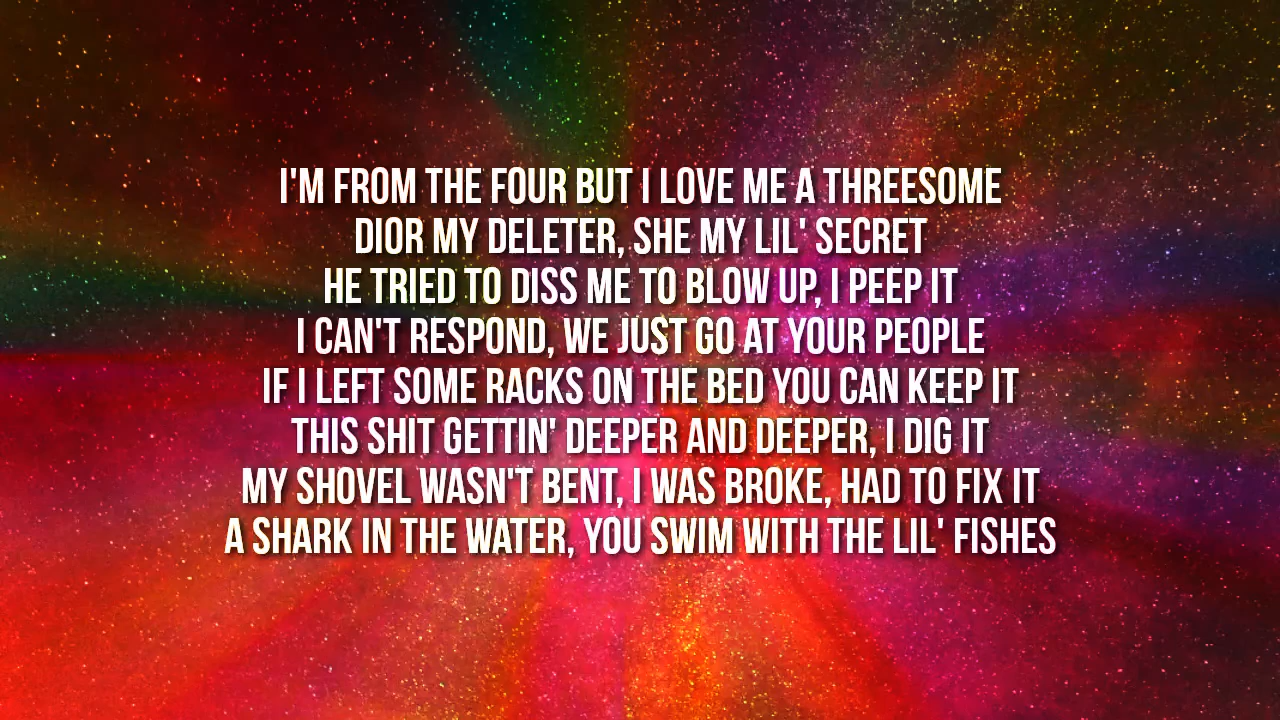 I'M FROM THE FOUR BUT I LOVE ME A THREESOME
DIOR MY DELETER, SHE MY LIL' SECRET
HE TRIED TO DISS ME TO BLOW UP, I PEEP IT
I CAN'T RESPOND, WE JUST GO AT YOUR PEOPLE
IF I LEFT SOME RACKS ON THE BED YOU CAN KEEP IT
THIS SHIT GETTIN' DEEPER AND DEEPER, I DIG IT
MY SHOVEL WASN'T BENT, I WAS BROKE, HAD TO FIX IT
A SHARK IN THE WATER, YOU SWIM WITH THE LIL' FISHES